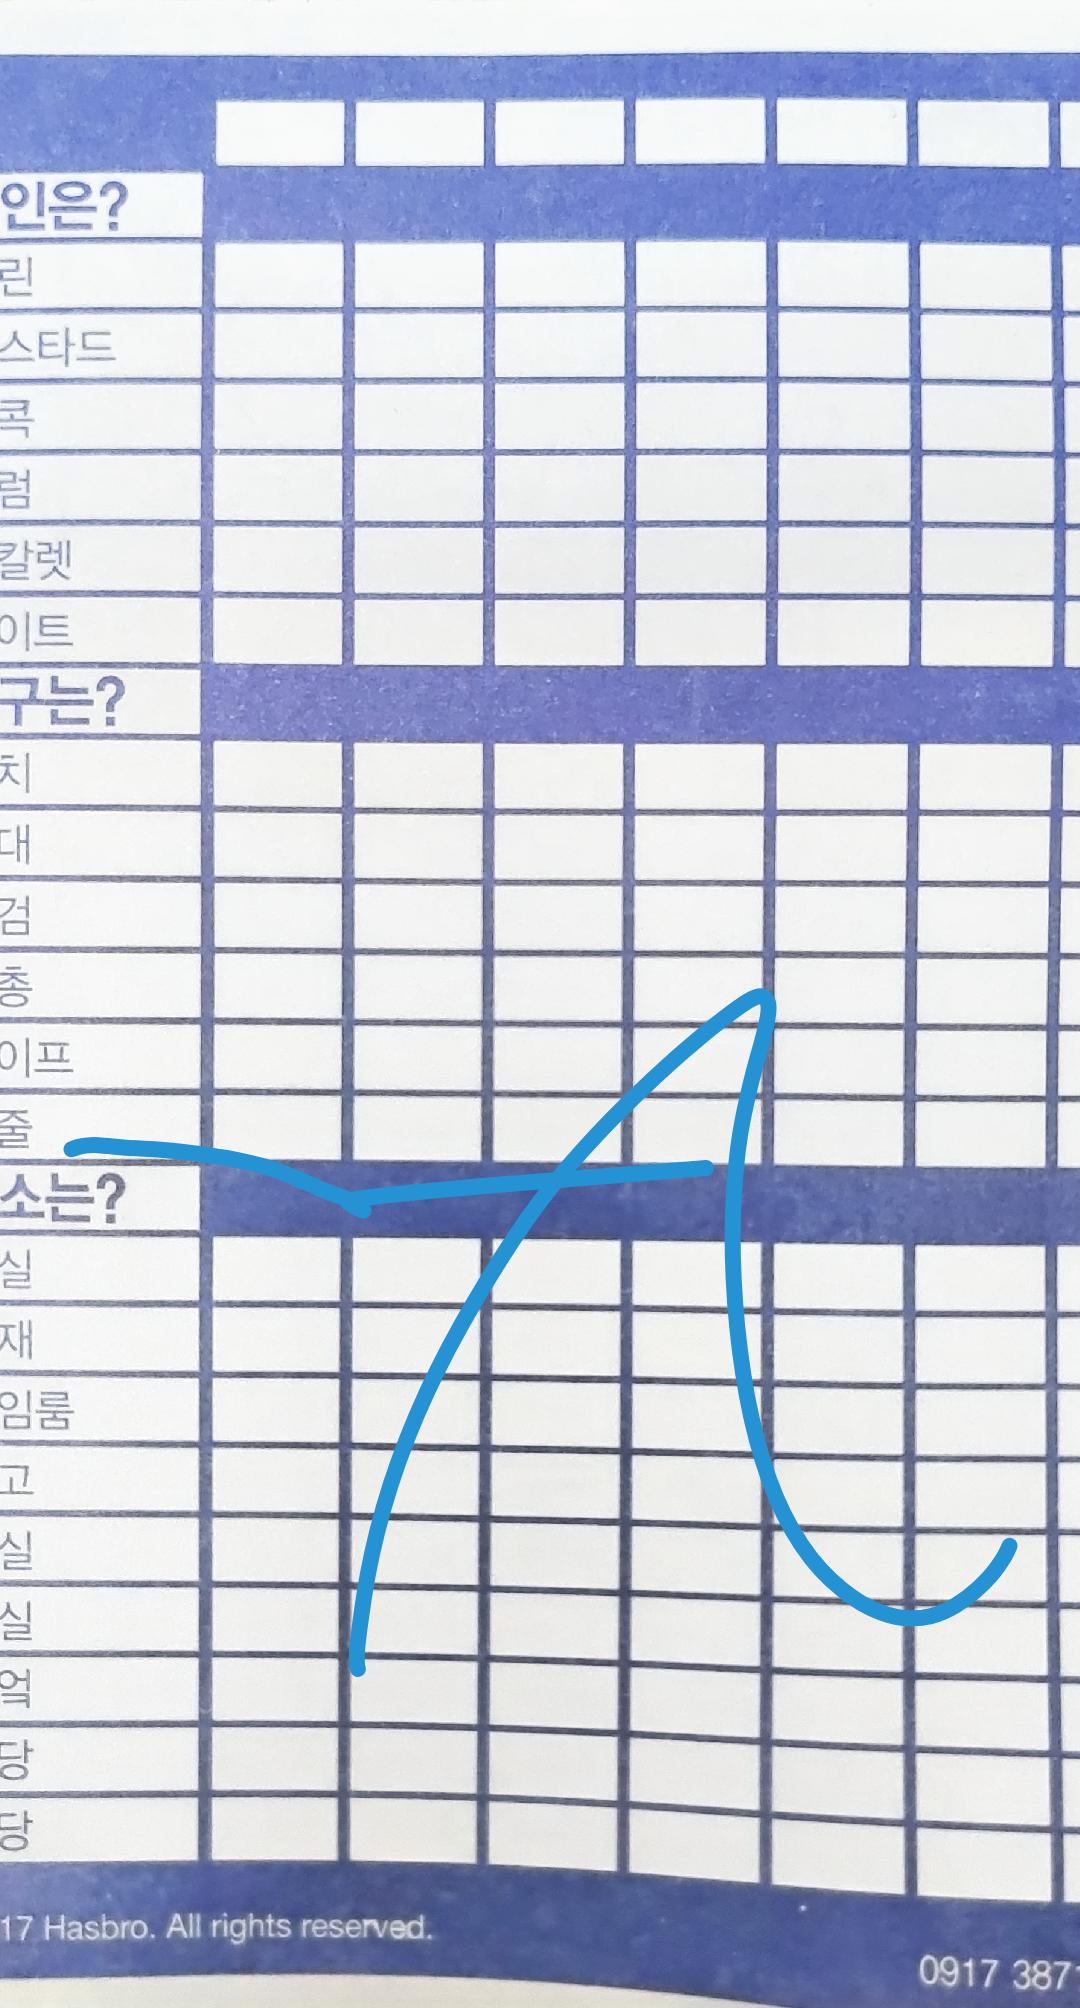 인은?
린
스타드
콕
럼
칼렛
이트
구는?
치
대
검
총
이프
줄
소는?
실
재
임룸
고
실
실
엌
당
당
17 Hasbro. All rights reserved.
0917 3871